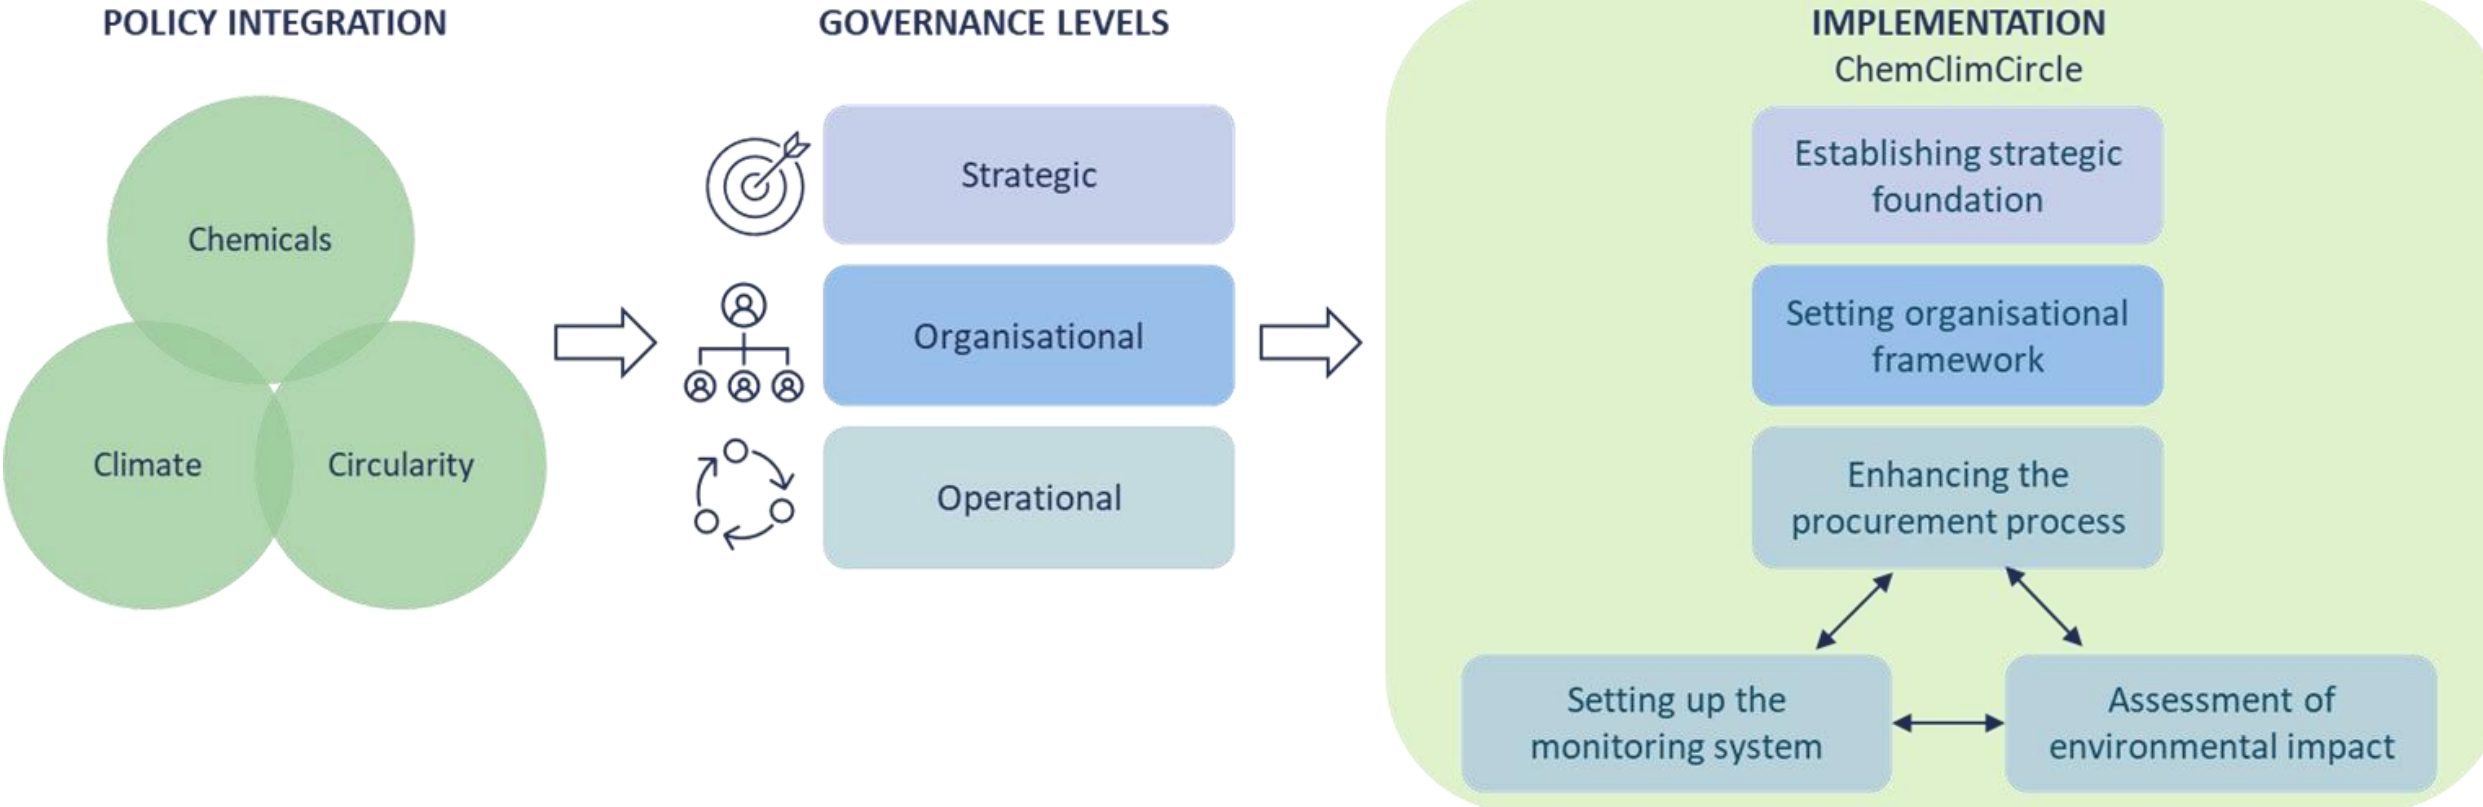 POLICY INTEGRATION
Chemicals
Climate
Circularity
GOVERNANCE LEVELS
Strategic
Organisational
Operational
IMPLEMENTATION
ChemClimCircle
Establishing strategic
foundation
Setting organisational
framework
Enhancing the
procurement process
Setting up the
monitoring system
Assessment of
environmental impact